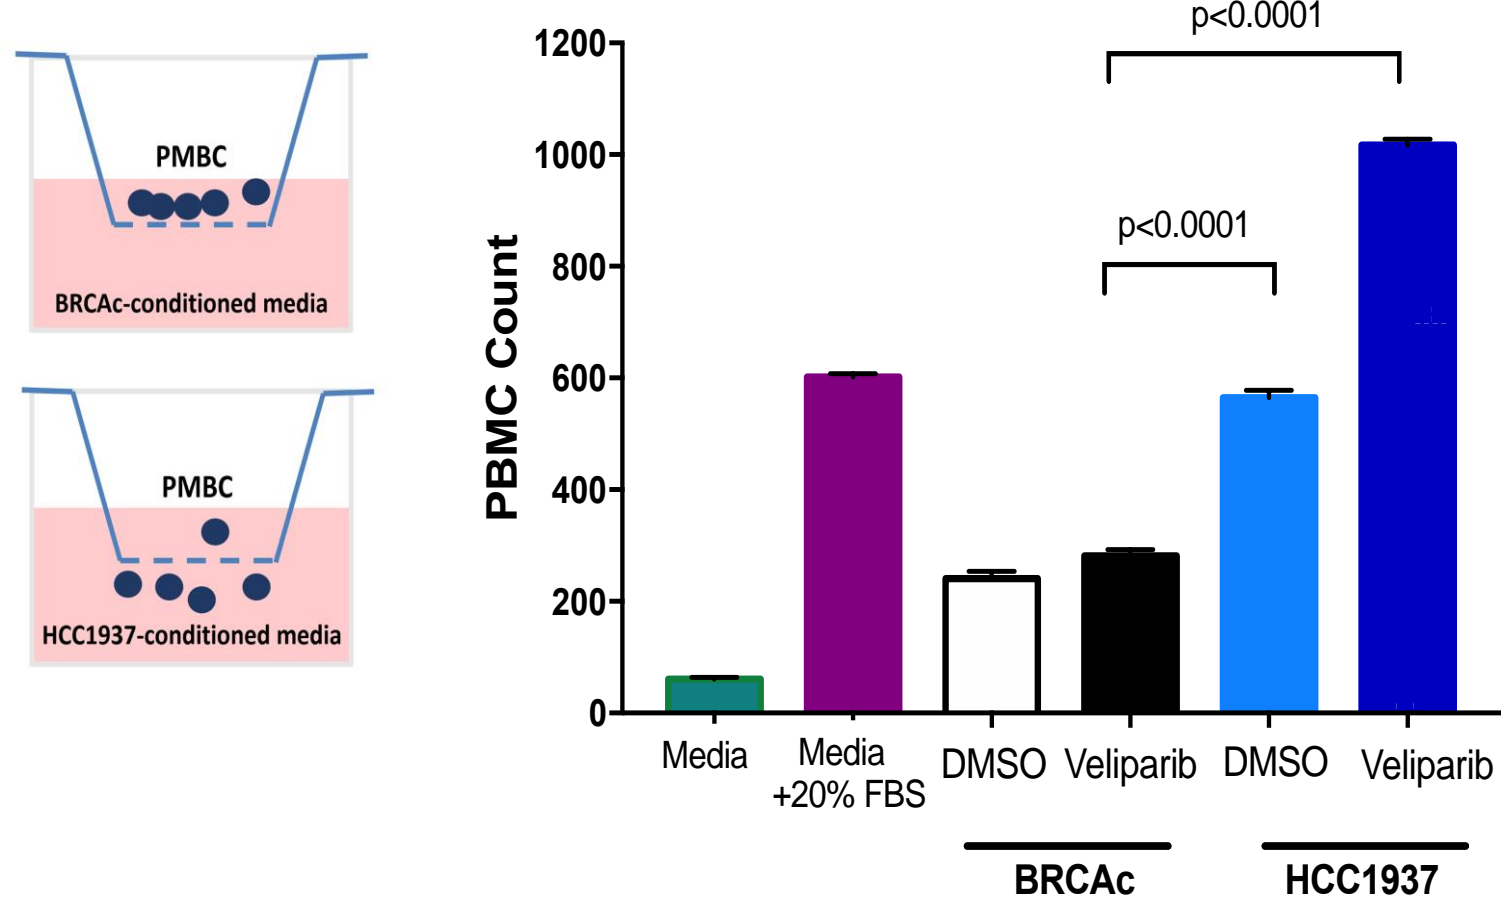 PMBC
BRCAc-conditioned media
PMBC
HCC1937-conditioned media
PBMC Count
1200
1000
800
600
400
200
0
p<0.0001
p<0.0001
Media
Media
+20% FBS
DMSO
Veliparib
DMSO
Veliparib
BRCAc
HCC1937